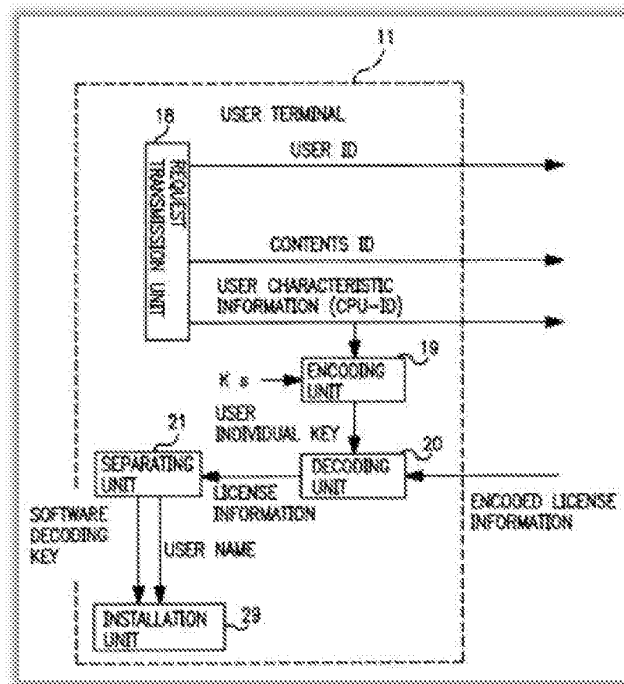 11
USER TERMINAL
18
REQUEST
TRANSMISSION UNIT
USER ID
CONTENTS ID
USER CHARACTERISTIC
INFORMATION (CPU-ID)
19
ENCODING
UNIT
K s
USER
INDIVIDUAL KEY
21
SEPARATING
UNIT
20
DECODING
UNIT
LICENSE
INFORMATION
ENCODED LICENSE
INFORMATION
SOFTWARE
DECODING
KEY
USER NAME
INSTALLATION
UNIT
23